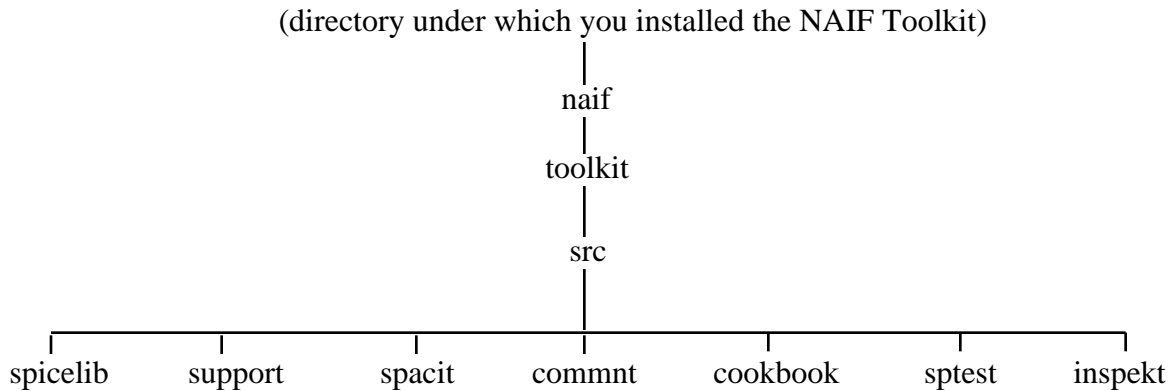 (directory under which you installed the NAIF Toolkit)
naif
toolkit
src
spicelib support spacit commnt cookbook sptest inspekt